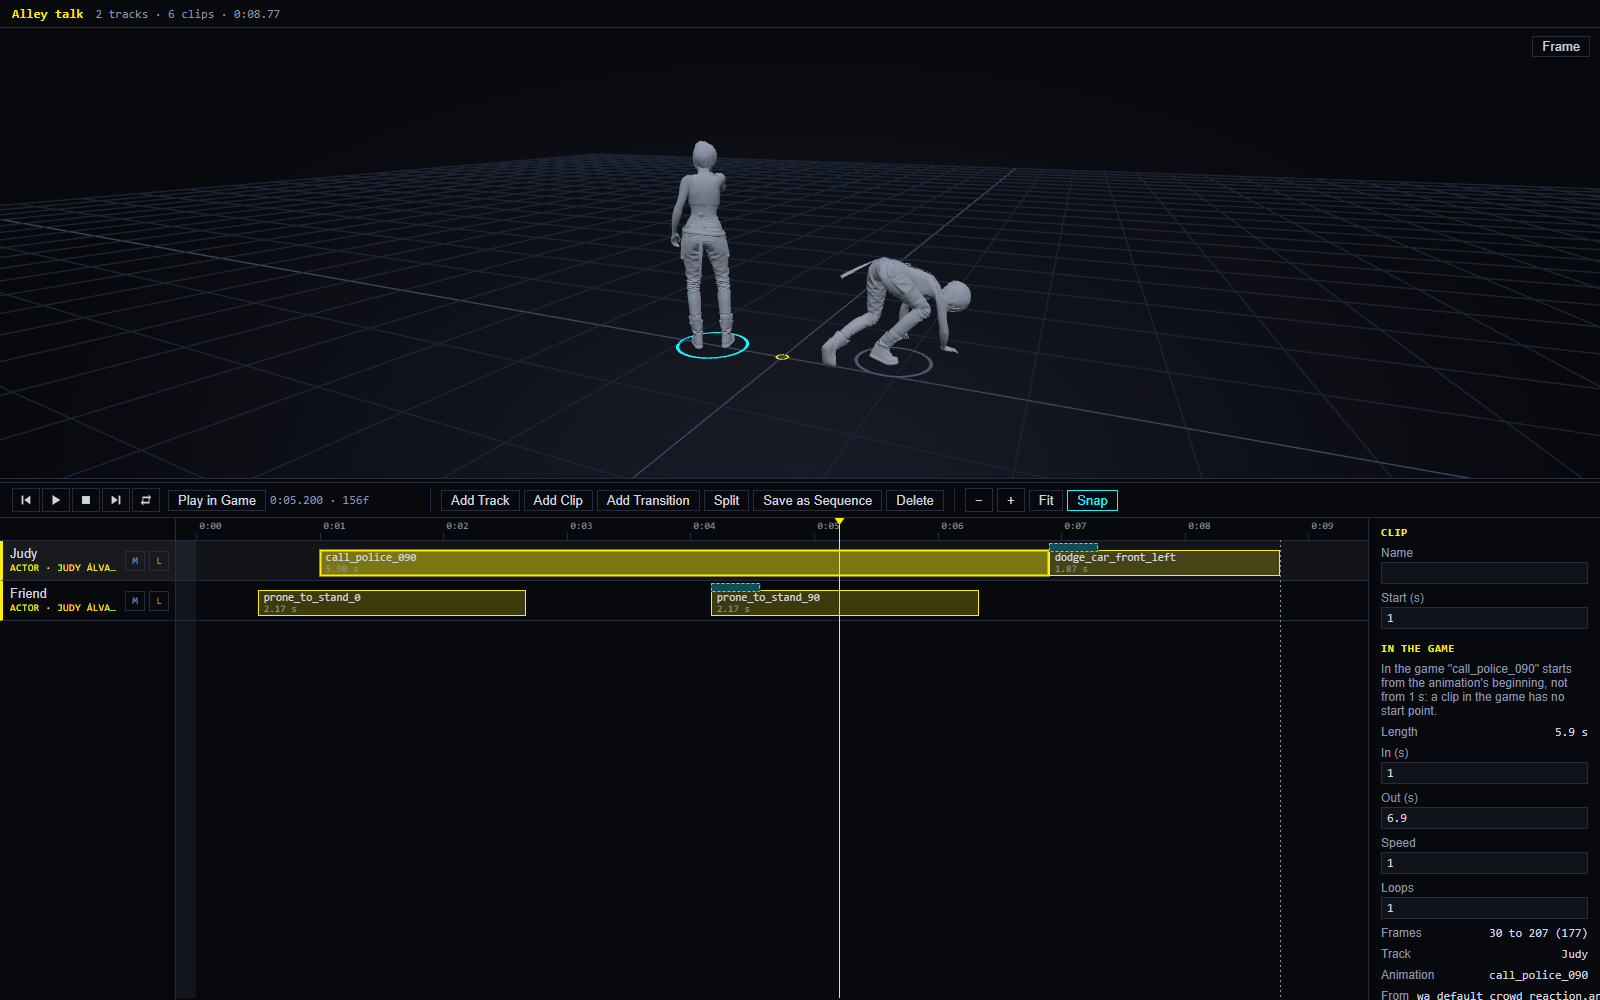 Alley talk 2 tracks · 6 clips · 0:08.77
Frame
Play in Game 0:05.200 · 156f Add Track Add Clip Add Transition Split Save as Sequence Delete − + Fit Snap
0:00 0:01 0:02 0:03 0:04 0:05 0:06 0:07 0:08 0:09
Judy
ACTOR · JUDY ÁLVA… M L
call_police_090
5.90 s
dodge_car_front_left
1.87 s
Friend
ACTOR · JUDY ÁLVA… M L
prone_to_stand_0
2.17 s
prone_to_stand_90
2.17 s
CLIP
Name
Start (s)
1
IN THE GAME
In the game "call_police_090" starts
from the animation's beginning, not
from 1 s: a clip in the game has no
start point.
Length 5.9 s
In (s)
1
Out (s)
6.9
Speed
1
Loops
1
Frames 30 to 207 (177)
Track Judy
Animation call_police_090
From wa_default_crowd_reaction.an